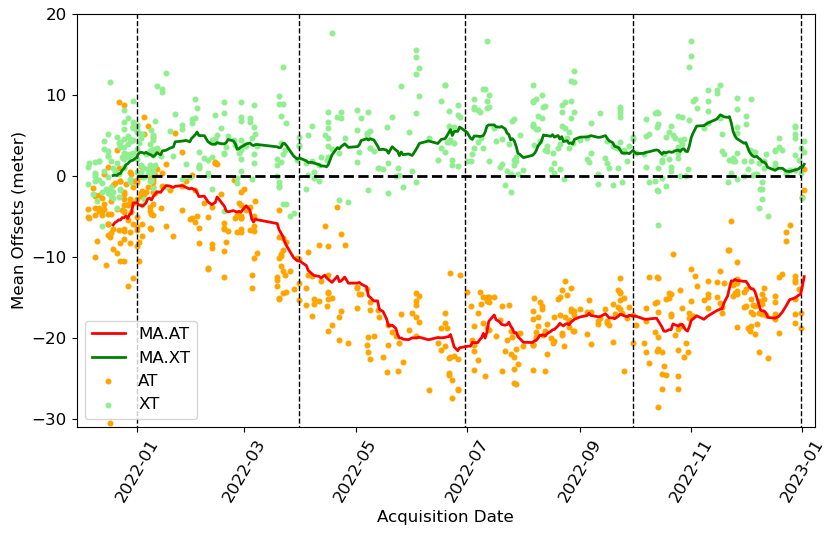 20
10
0
−10
−20
−30
Mean Offsets (meter)
MA.AT
MA.XT
AT
XT
2022-01
2022-03
2022-05
2022-07
2022-09
2022-11
2023-01
Acquisition Date